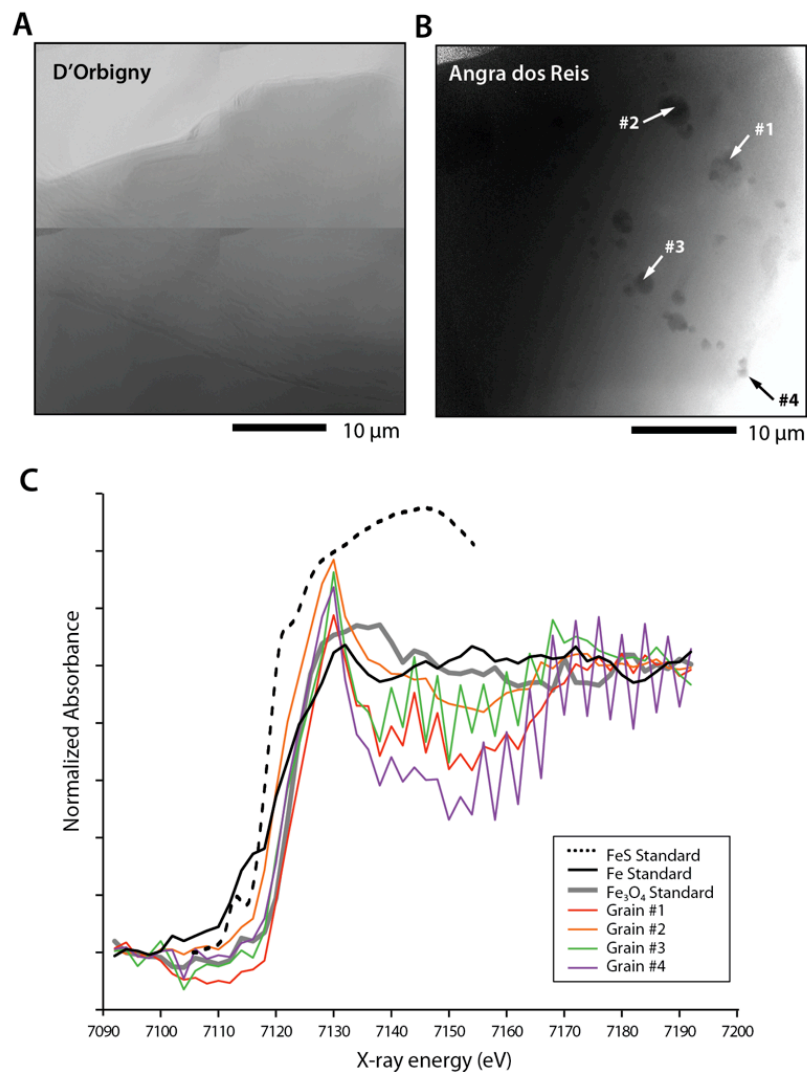 A
D'Orbigny
10 µm
B
Angra dos Reis
#2
#1
#3
#4
10 µm
C
Normalized Absorbance
FeS Standard
Fe Standard
Fe₃O₄ Standard
Grain #1
Grain #2
Grain #3
Grain #4
7090 7100 7110 7120 7130 7140 7150 7160 7170 7180 7190 7200
X-ray energy (eV)